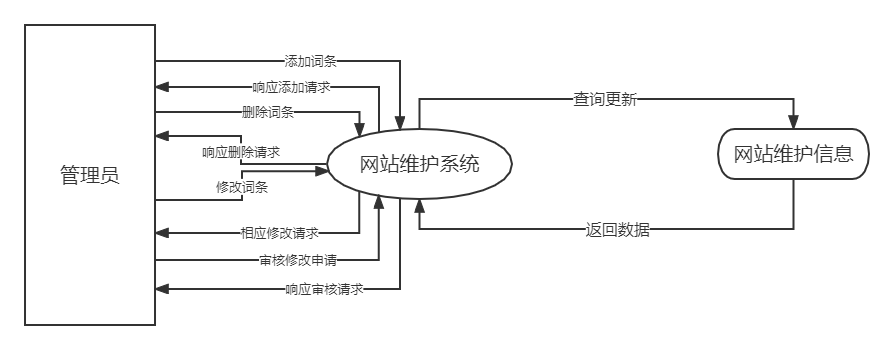 添加词条
响应添加请求
查询更新
删除词条
响应删除请求
网站维护系统
网站维护信息
管理员
修改词条
相应修改请求
返回数据
审核修改申请
响应审核请求